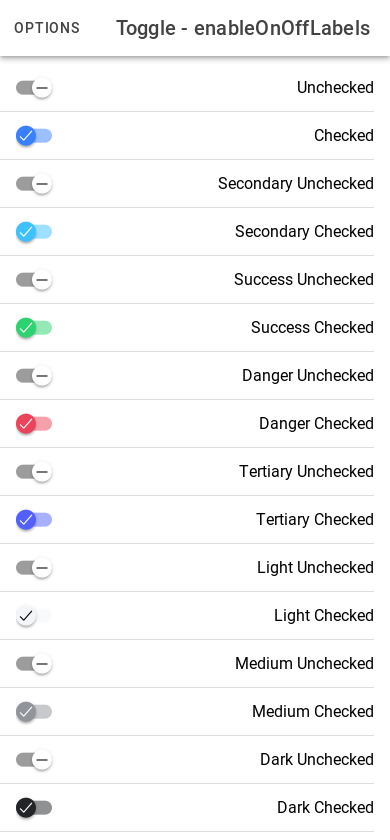 OPTIONS
Toggle - enableOnOffLabels
Unchecked
Checked
Secondary Unchecked
Secondary Checked
Success Unchecked
Success Checked
Danger Unchecked
Danger Checked
Tertiary Unchecked
Tertiary Checked
Light Unchecked
Light Checked
Medium Unchecked
Medium Checked
Dark Unchecked
Dark Checked